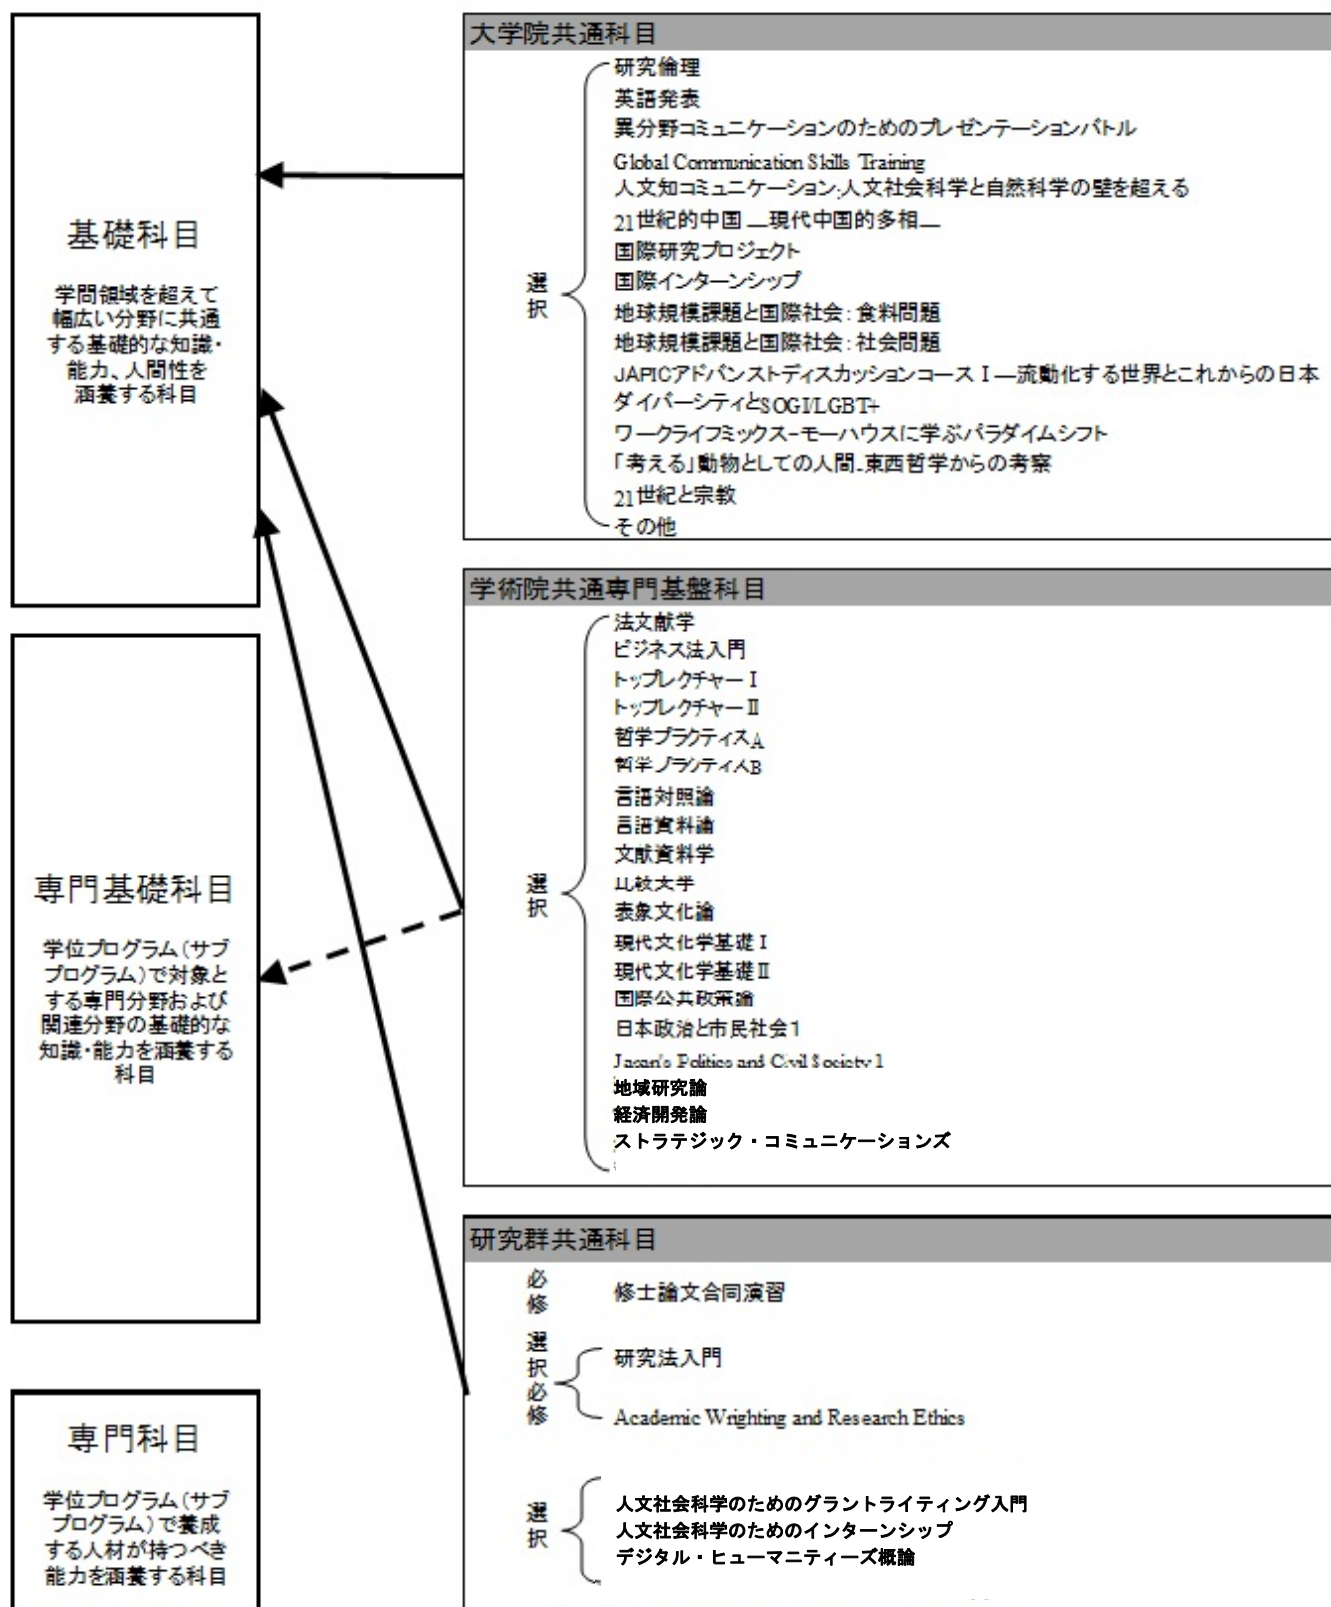 基礎科目
学問領域を超えて
幅広い分野に共通
する基礎的な知識・
能力、人間性を
涵養する科目
専門基礎科目
学位プログラム(サブ
プログラム)で対象と
する専門分野および
関連分野の基礎的な
知識・能力を涵養する
科目
専門科目
学位プログラム(サブ
プログラム)で養成
する人材が持つべき
能力を涵養する科目
大学院共通科目
選択
研究倫理
英語発表
異分野コミュニケーションのためのプレゼンテーションバトル
Global Communication Skills Training
人文知コミュニケーション:人文社会科学と自然科学の壁を超える
21世紀的中国 ―現代中国的多相―
国際研究プロジェクト
国際インターンシップ
地球規模課題と国際社会:食料問題
地球規模課題と国際社会:社会問題
JAPICアドバンストディスカッションコースⅠ―流動化する世界とこれからの日本
ダイバーシティとSOGI/LGBT+
ワークライフミックス-モーハウスに学ぶパラダイムシフト
「考える」動物としての人間-東西哲学からの考察
21世紀と宗教
その他
学術院共通専門基盤科目
選択
法文献学
ビジネス法入門
トップレクチャーⅠ
トップレクチャーⅡ
哲学プラクティスA
哲学プラクティスB
言語対照論
言語資料論
文献資料学
比較文学
表象文化論
現代文化学基礎Ⅰ
現代文化学基礎Ⅱ
国際公共政策論
日本政治と市民社会1
Japan's Politics and Civil Society 1
地域研究論
経済開発論
ストラテジック・コミュニケーションズ
研究群共通科目
必修
修士論文合同演習
選択必修
研究法入門
Academic Wrighting and Research Ethics
選択
人文社会科学のためのグラントライティング入門
人文社会科学のためのインターンシップ
デジタル・ヒューマニティーズ概論